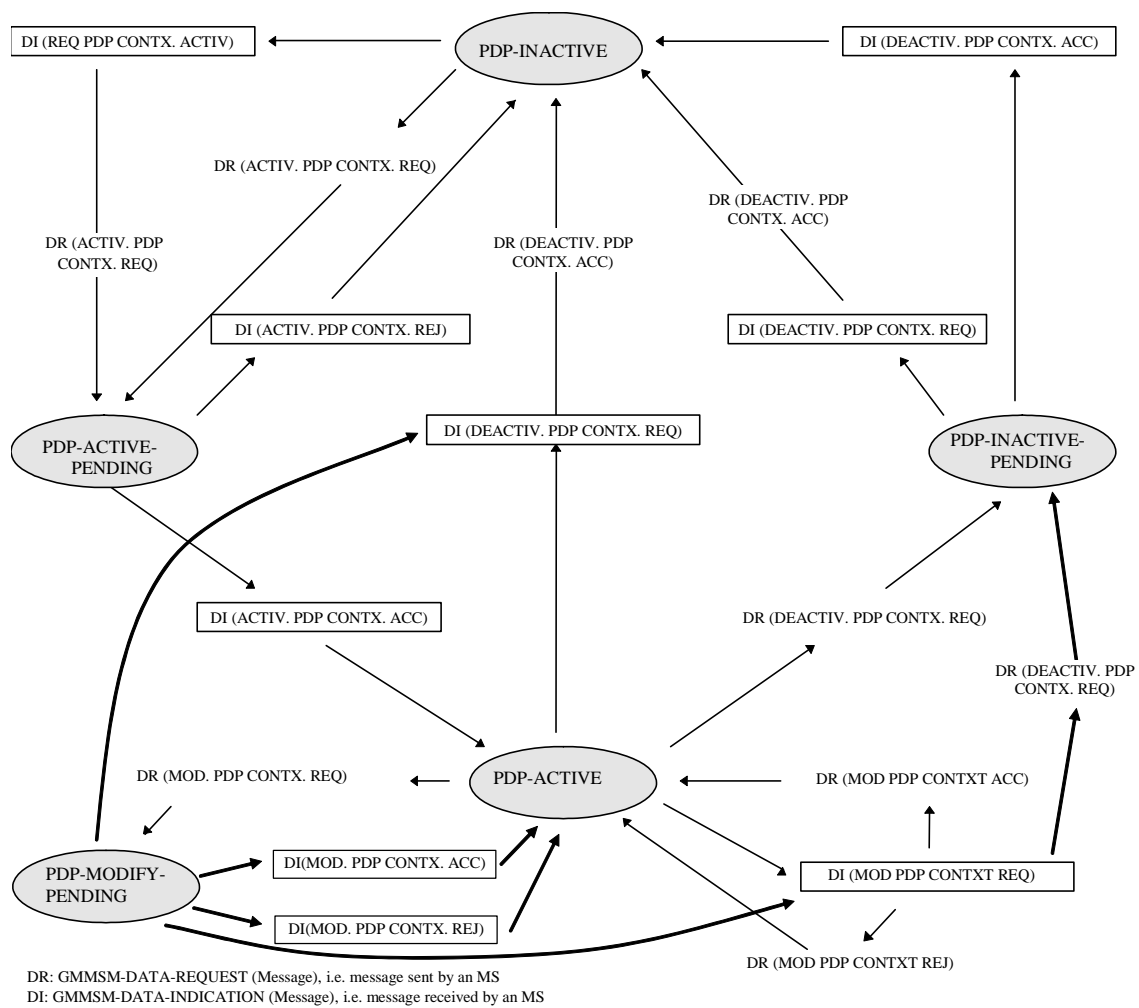 DI (REQ PDP CONTX. ACTIV)
PDP-INACTIVE
DI (DEACTIV. PDP CONTX. ACC)
DR (ACTIV. PDP CONTX. REQ)
DR (DEACTIV. PDP
CONTX. ACC)
DR (ACTIV. PDP
CONTX. REQ)
DR (DEACTIV. PDP
CONTX. ACC)
DI (ACTIV. PDP CONTX. REJ)
DI (DEACTIV. PDP CONTX. REQ)
PDP-ACTIVE-
PENDING
DI (DEACTIV. PDP CONTX. REQ)
PDP-INACTIVE-
PENDING
DI (ACTIV. PDP CONTX. ACC)
DR (DEACTIV. PDP CONTX. REQ)
DR (DEACTIV. PDP
CONTX. REQ)
DR (MOD. PDP CONTX. REQ)
PDP-ACTIVE
DR (MOD PDP CONTXT ACC)
PDP-MODIFY-
PENDING
DI(MOD. PDP CONTX. ACC)
DI (MOD PDP CONTXT REQ)
DI(MOD. PDP CONTX. REJ)
DR (MOD PDP CONTXT REJ)
DR: GMMSM-DATA-REQUEST (Message), i.e. message sent by an MS
DI: GMMSM-DATA-INDICATION (Message), i.e. message received by an MS